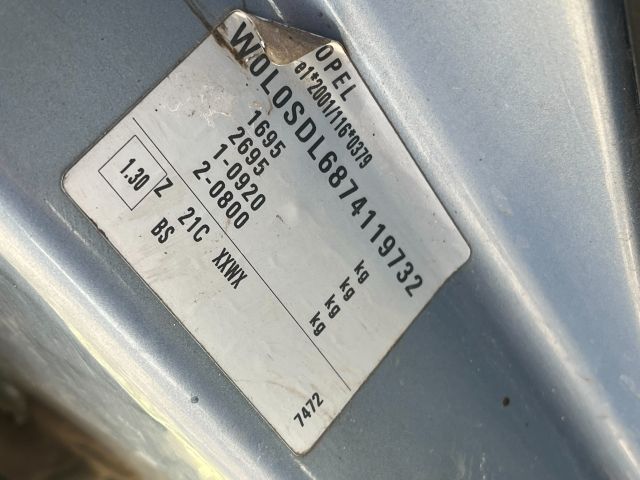 OPEL
e1*2001/116*0379
W0L0SDL6874119732
1695 kg
2695 kg
1-0920 kg
2-0800 kg
1.30 Z 21C XXWX
BS
7472